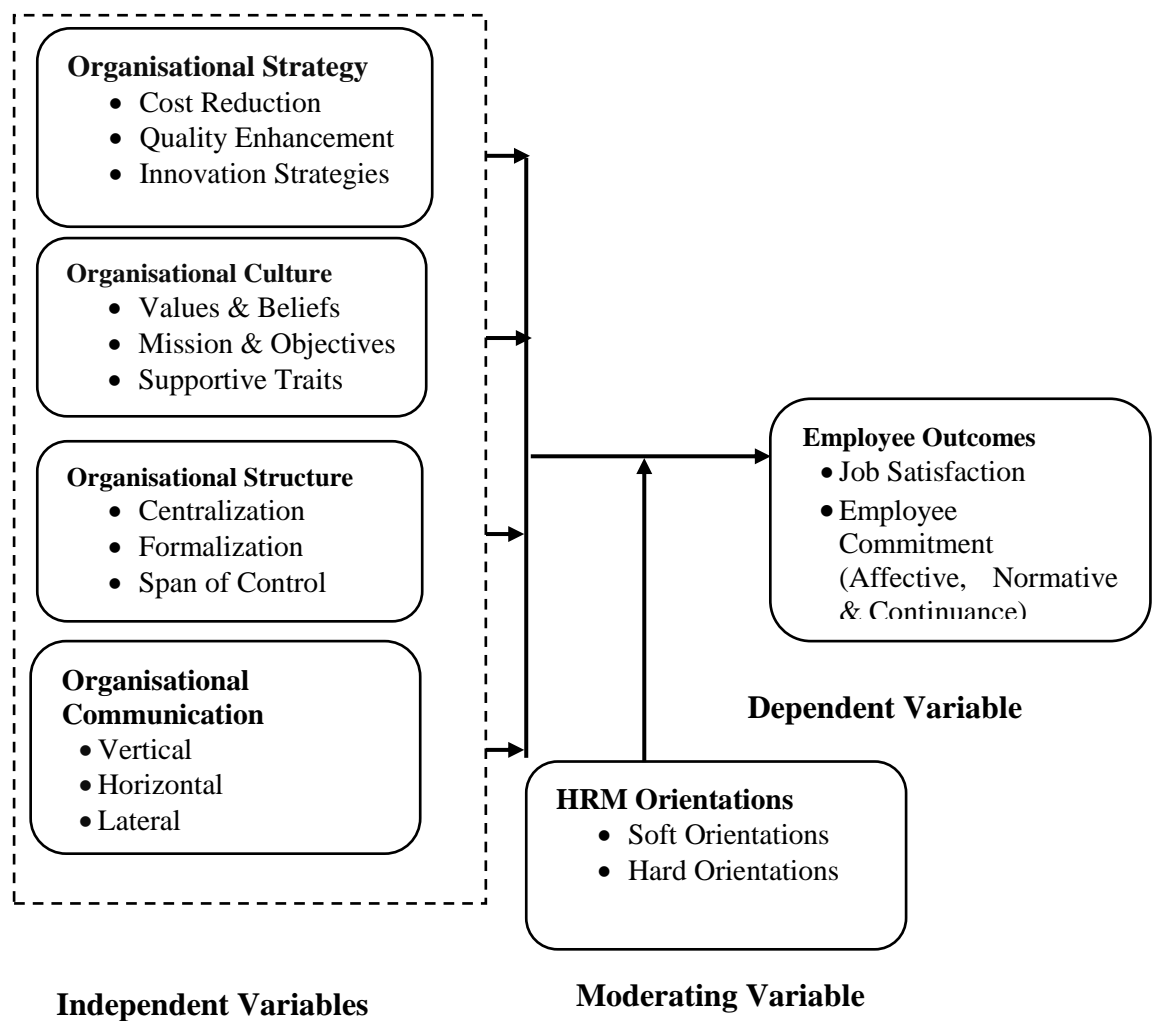 Organisational Strategy
• Cost Reduction
• Quality Enhancement
• Innovation Strategies
Organisational Culture
• Values & Beliefs
• Mission & Objectives
• Supportive Traits
Organisational Structure
• Centralization
• Formalization
• Span of Control
Organisational
Communication
• Vertical
• Horizontal
• Lateral
Independent Variables
Employee Outcomes
• Job Satisfaction
• Employee
Commitment
(Affective, Normative
& Continuance)
Dependent Variable
HRM Orientations
• Soft Orientations
• Hard Orientations
Moderating Variable